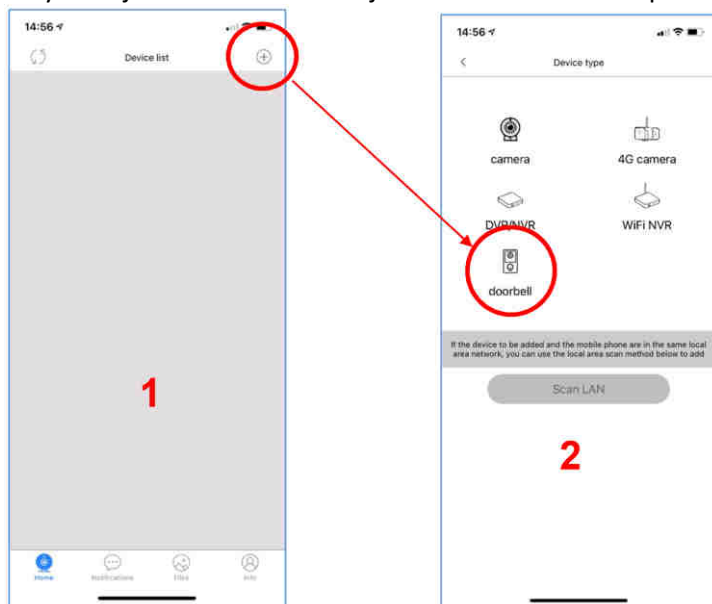 14:56
Device list
1
Home
Notifications
Files
Info
14:56
Device type
camera
4G camera
DVR/NVR
WiFi NVR
doorbell
If the device to be added and the mobile phone are in the same local
area network, you can use the local area scan method below to add
Scan LAN
2